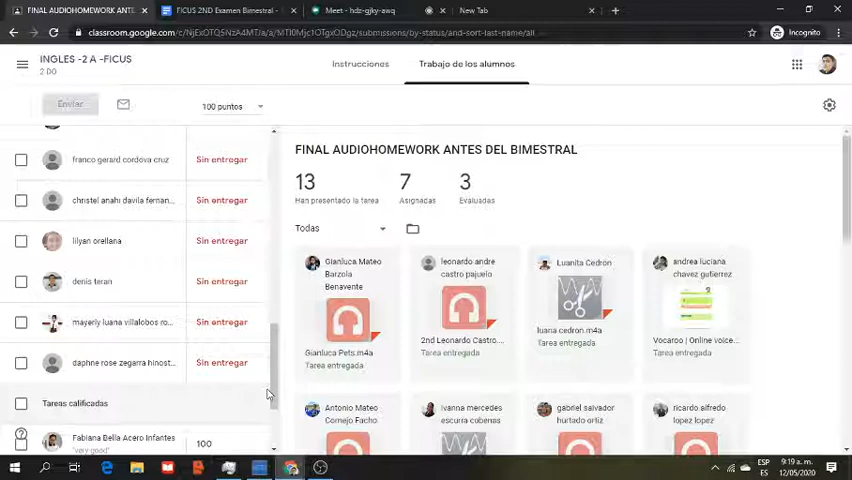 FINAL AUDIOHOMEWORK ANTES
FICUS 2ND Examen Bimestral -
Meet - hdz-gjky-awq
New Tab
classroom.google.com/c/NjExOTQ5NzA4MTJa/a/MTI0Mjc1OTgxODgz/submissions/by-status/and-sort-last-name/all
Incognito
INGLES -2 A -FICUS
2 DO
Instrucciones
Trabajo de los alumnos
Enviar
100 puntos
franco gerard cordova cruz
Sin entregar
christel anahi davila fernan...
Sin entregar
lilyan orellana
Sin entregar
denis teran
Sin entregar
mayerly luana villalobos ro...
Sin entregar
daphne rose zegarra hinost...
Sin entregar
Tareas calificadas
Fabiana Bella Acero Infantes
"very good"
100
FINAL AUDIOHOMEWORK ANTES DEL BIMESTRAL
13
Han presentado la tarea
7
Asignadas
3
Evaluadas
Todas
Gianluca Mateo
Barzola
Benavente
Gianluca Pets.m4a
Tarea entregada
leonardo andre
castro pajuelo
2nd Leonardo Castro....
Tarea entregada
Luanita Cedron
luana cedron.m4a
Tarea entregada
andrea luciana
chavez gutierrez
Vocaroo | Online voice...
Tarea entregada
Antonio Mateo
Cornejo Facho
Ivanna mercedes
escurra cobenas
gabriel salvador
hurtado ortiz
ricardo alfredo
lopez lopez
ESP
ES
9:19 a. m.
12/05/2020